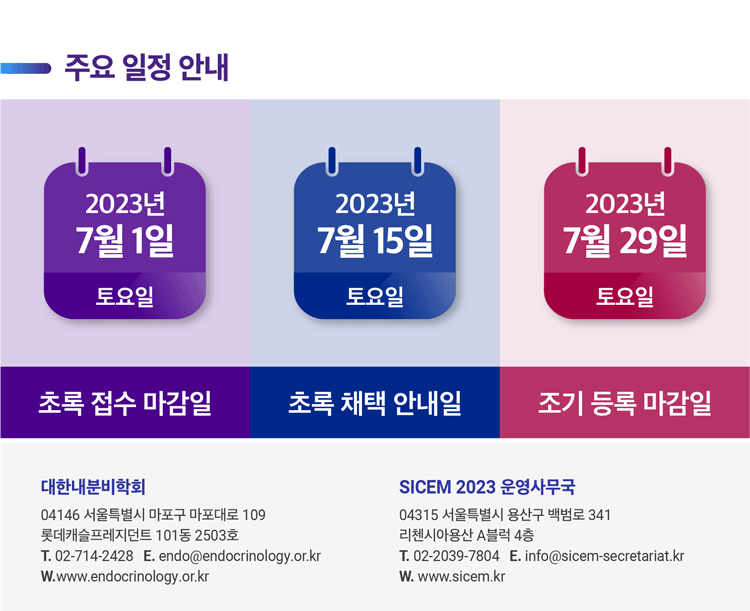 주요 일정 안내
2023년
7월 1일
토요일
초록 접수 마감일
2023년
7월 15일
토요일
초록 채택 안내일
2023년
7월 29일
토요일
조기 등록 마감일
대한내분비학회
04146 서울특별시 마포구 마포대로 109
롯데캐슬프레지던트 101동 2503호
T. 02-714-2428 E. endo@endocrinology.or.kr
W.www.endocrinology.or.kr
SICEM 2023 운영사무국
04315 서울특별시 용산구 백범로 341
리첸시아용산 A블럭 4층
T. 02-2039-7804 E. info@sicem-secretariat.kr
W. www.sicem.kr